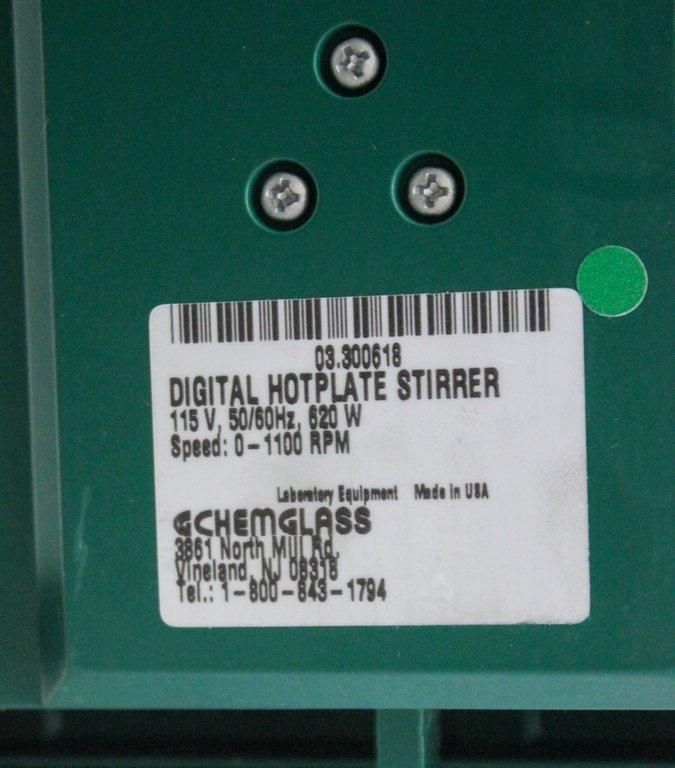 03.300618
DIGITAL HOTPLATE STIRRER
115 V, 50/60Hz, 620 W
Speed: 0-1100 RPM
Laboratory Equipment Made in USA
CHEMGLASS
3861 North Mill Rd.
Vineland, NJ 08318
Tel.: 1-800-843-1794